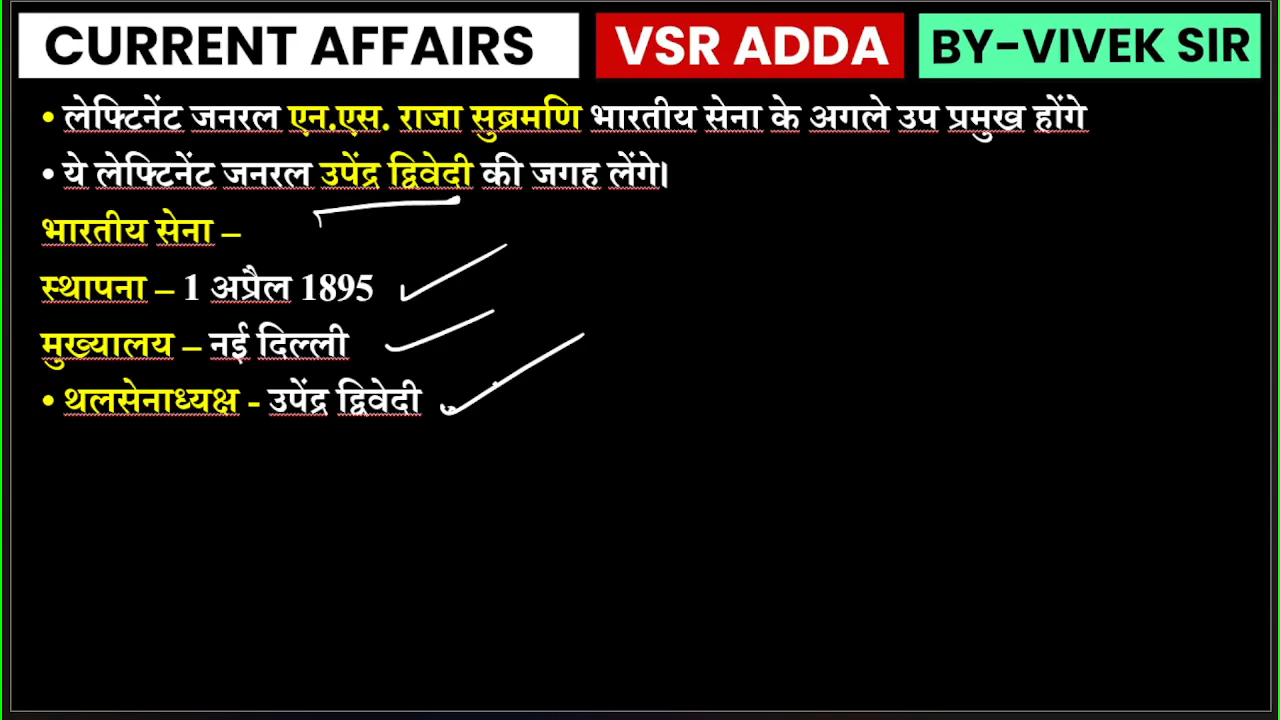 CURRENT AFFAIRS VSR ADDA BY-VIVEK SIR
• लेफ्टिनेंट जनरल एन.एस. राजा सुब्रमणि भारतीय सेना के अगले उप प्रमुख होंगे
• ये लेफ्टिनेंट जनरल उपेंद्र द्विवेदी की जगह लेंगे।
भारतीय सेना –
स्थापना – 1 अप्रैल 1895
मुख्यालय – नई दिल्ली
• थलसेनाध्यक्ष - उपेंद्र द्विवेदी